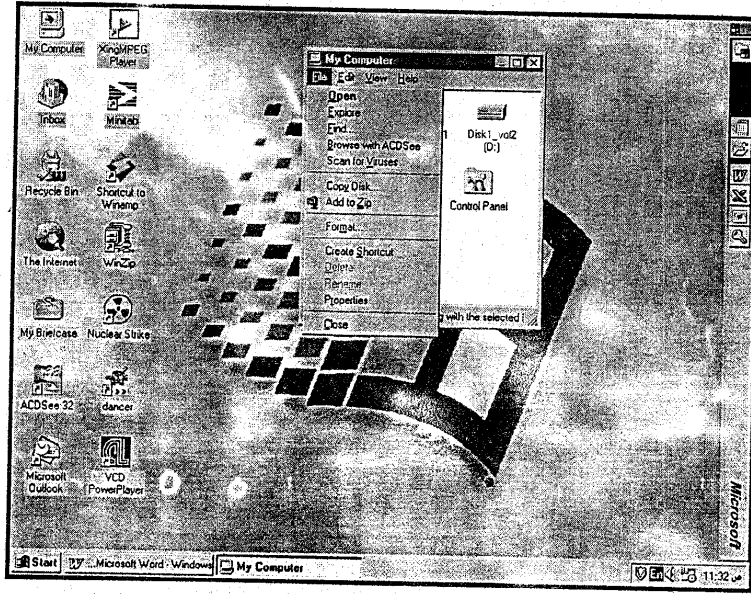 My Computer
XingMPEG
Player
Inbox
Minitab
Recycle Bin
Shortcut to
Winamp
The Internet
WinZip
My Briefcase
Nuclear Strike
ACDSee 32
dancer
Microsoft
Outlook
VCD
PowerPlayer
My Computer
File Edit View Help
Open
Explore
Find...
Browse with ACDSee
Scan for Viruses
Copy Disk...
Add to Zip
Format...
Create Shortcut
Delete
Rename
Properties
Close
Disk1_vol2
(D:)
Control Panel
g with the selected i
Microsoft
Start
...Microsoft Word - Windows
My Computer
En
11:32 ص